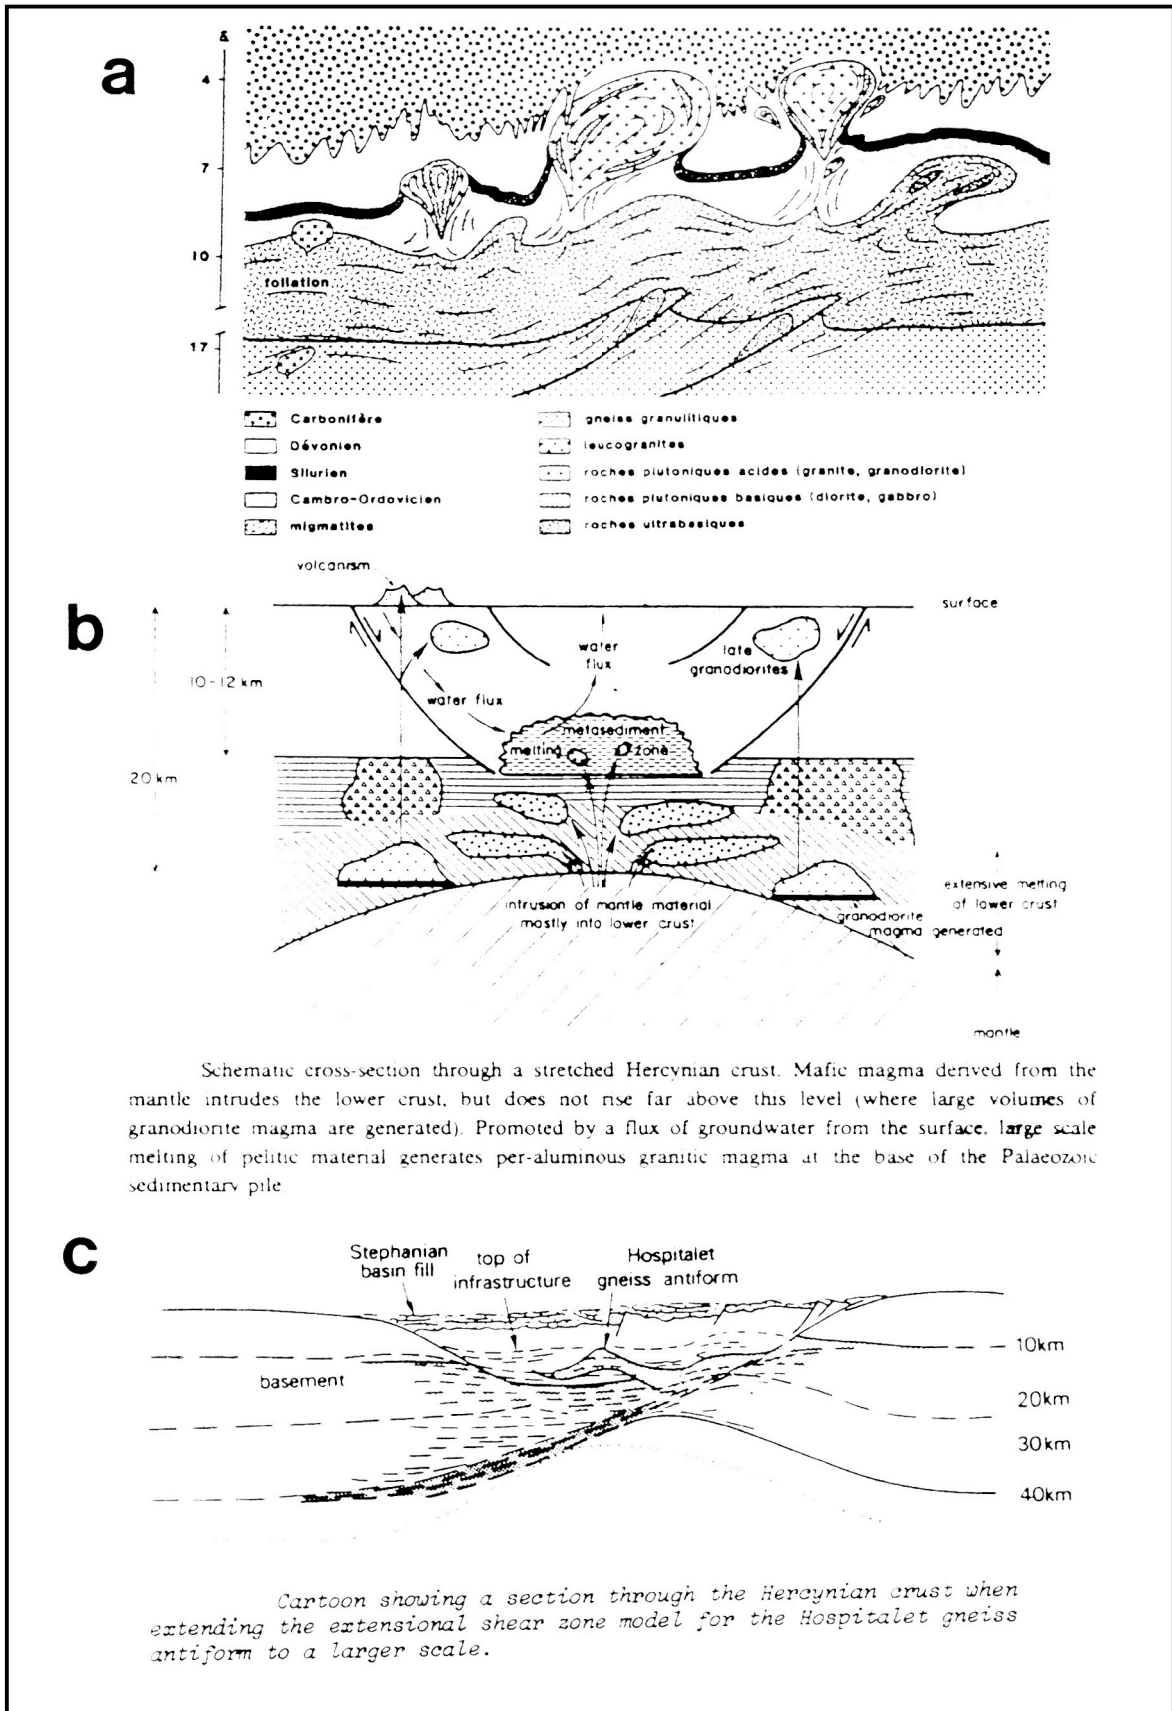 a
4
7
10
17
foliation
Carbonifère
Dévonien
Silurien
Cambro-Ordovicien
migmatites
gneiss granulitiques
leucogranites
roches plutoniques acides (granite, granodiorite)
roches plutoniques basiques (diorite, gabbro)
roches ultrabasiques
b
volcanism
surface
10-12 km
20 km
water flux
water
flux
late
granodiorites
metasediment
melting zone
intrusion of mantle material
mostly into lower crust
extensive melting
of lower crust
granodiorite
magma generated
mantle
Schematic cross-section through a stretched Hercynian crust. Mafic magma derived from the
mantle intrudes the lower crust, but does not rise far above this level (where large volumes of
granodiorite magma are generated). Promoted by a flux of groundwater from the surface, large scale
melting of pelitic material generates per-aluminous granitic magma at the base of the Palaeozoic
sedimentary pile
c
Stephanian
basin fill
top of
infrastructure
Hospitalet
gneiss antiform
basement
10km
20km
30km
40km
Cartoon showing a section through the Hercynian crust when
extending the extensional shear zone model for the Hospitalet gneiss
antiform to a larger scale.